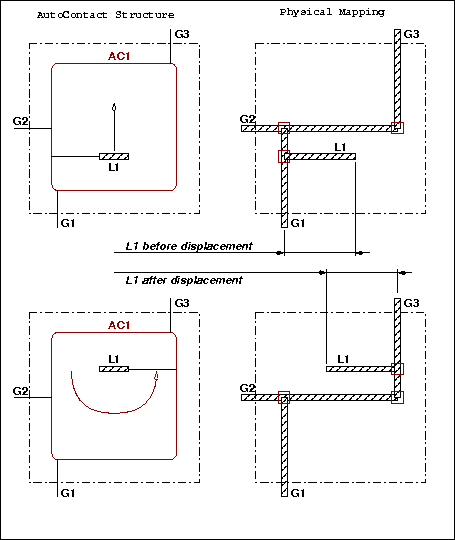 AutoContact Structure
Physical Mapping
G3
G3
AC1
G2
G2
L1
L1
G1
G1
L1 before displacement
L1 after displacement
G3
G3
AC1
L1
L1
G2
G2
G1
G1